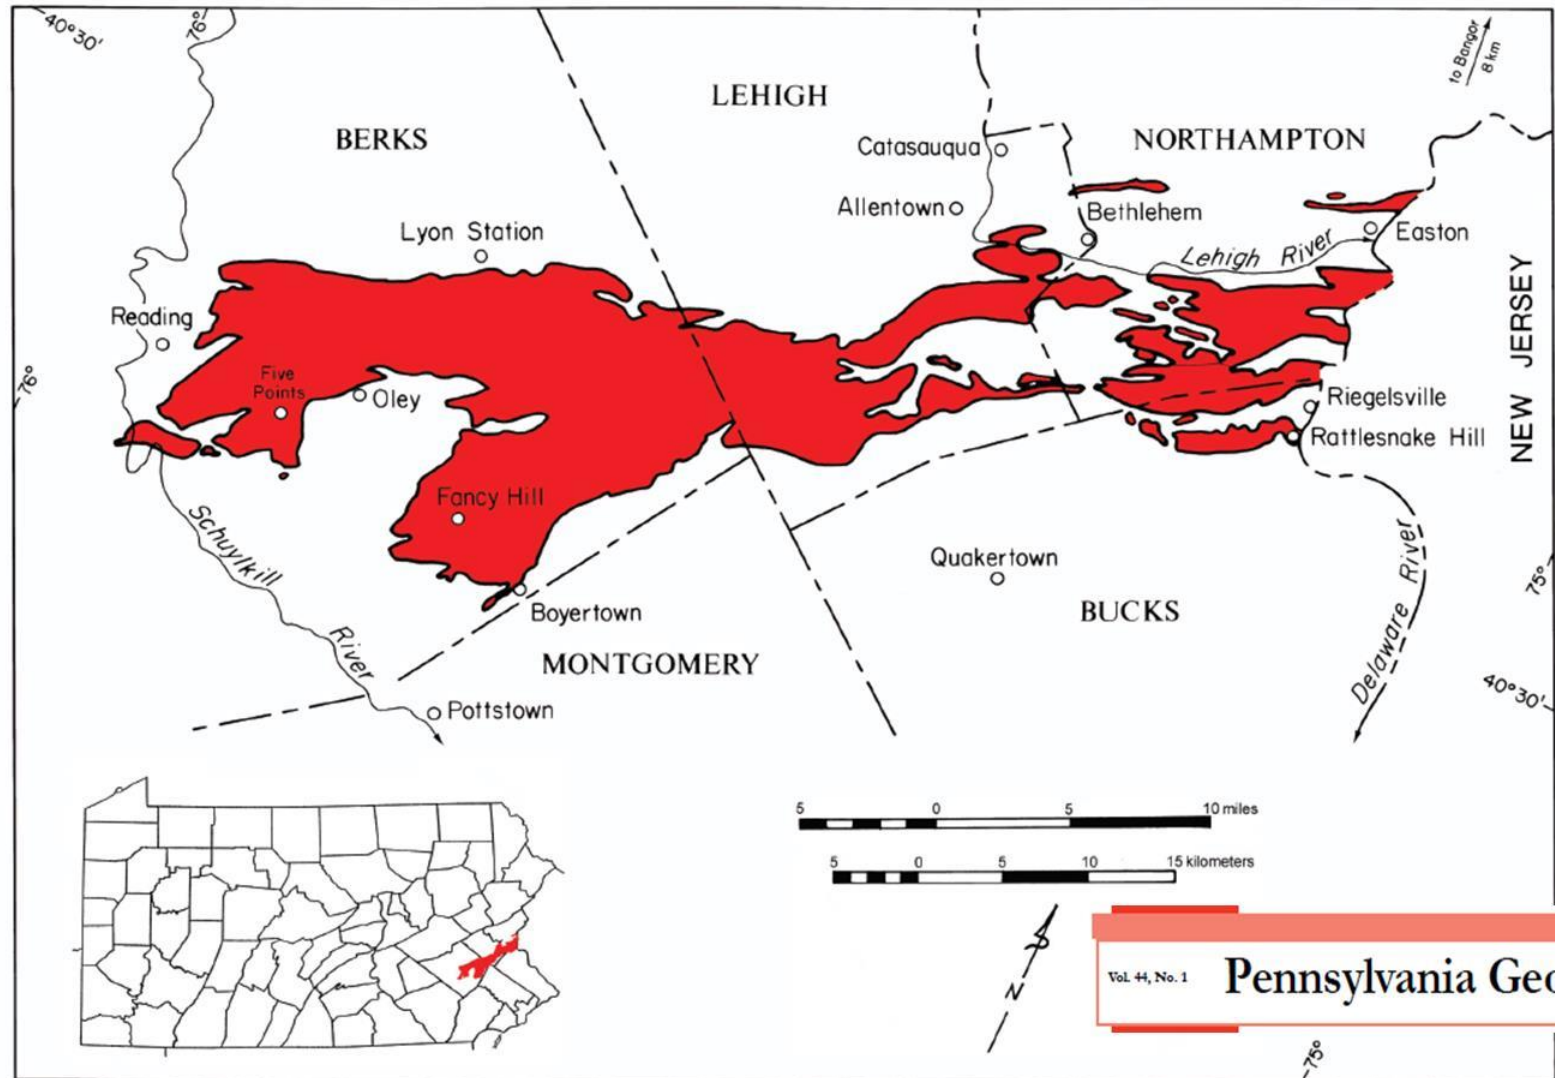 40°30'
76°
to Bangor
8 km
LEHIGH
BERKS
NORTHAMPTON
Catasauqua
Allentown
Bethlehem
Lyon Station
Easton
Lehigh River
Reading
NEW JERSEY
76°
Five
Points
Oley
Riegelsville
Rattlesnake Hill
Fancy Hill
Schuylkill
River
Quakertown
Delaware River
75°
Boyertown
BUCKS
MONTGOMERY
40°30'
Pottstown
5 0 5 10 miles
5 0 5 10 15 kilometers
N
Vol. 44, No. 1 Pennsylvania Geo
75°